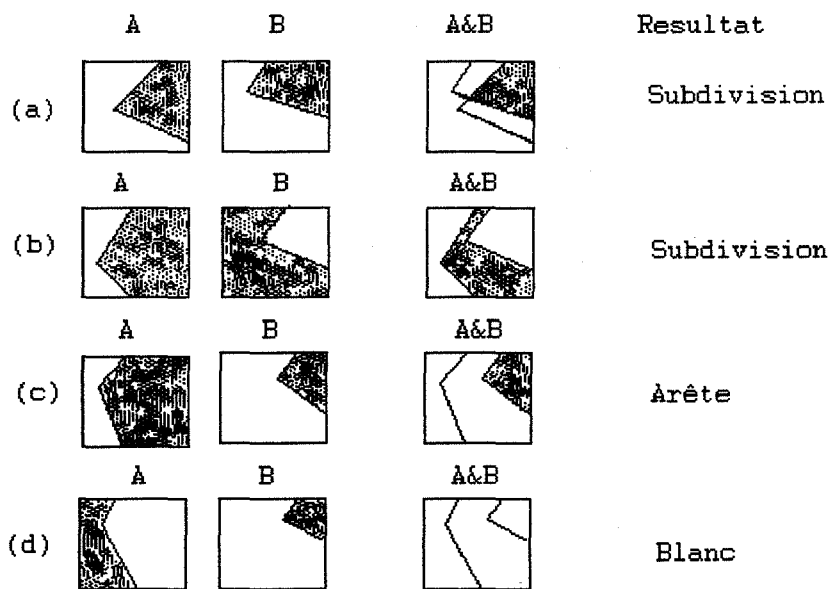 A B A&B Resultat
(a) Subdivision
A B A&B
(b) Subdivision
A B A&B
(c) Arête
A B A&B
(d) Blanc